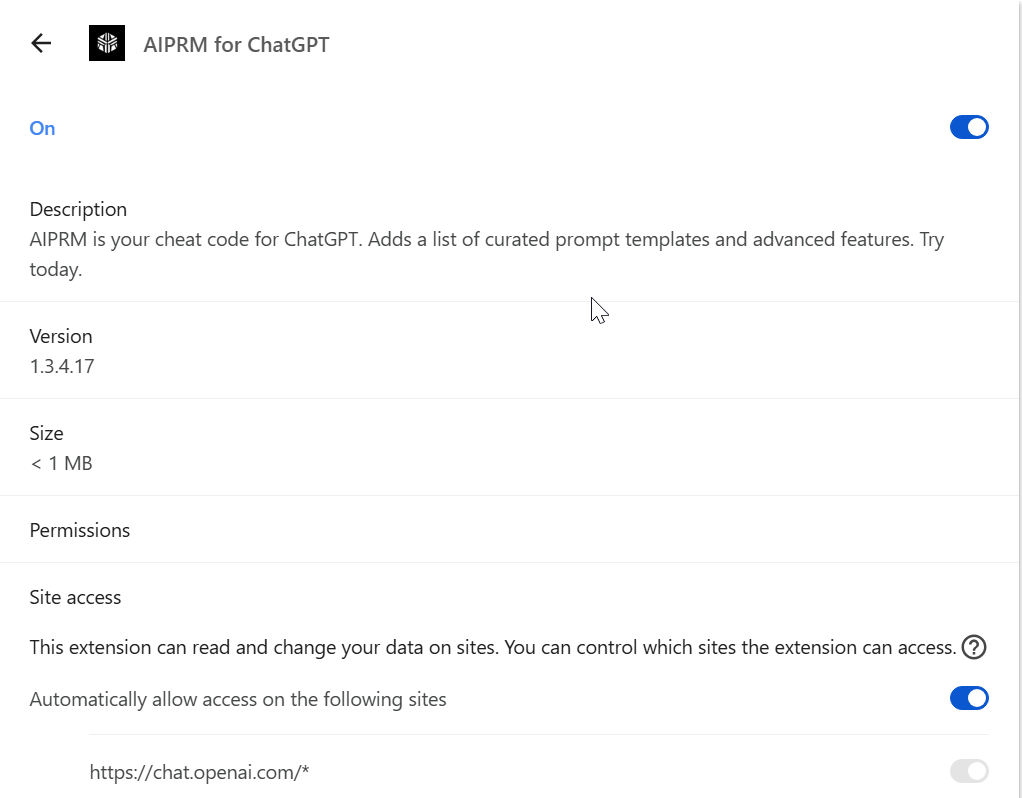 AIPRM for ChatGPT
On
Description
AIPRM is your cheat code for ChatGPT. Adds a list of curated prompt templates and advanced features. Try
today.
Version
1.3.4.17
Size
< 1 MB
Permissions
Site access
This extension can read and change your data on sites. You can control which sites the extension can access.
Automatically allow access on the following sites
https://chat.openai.com/*